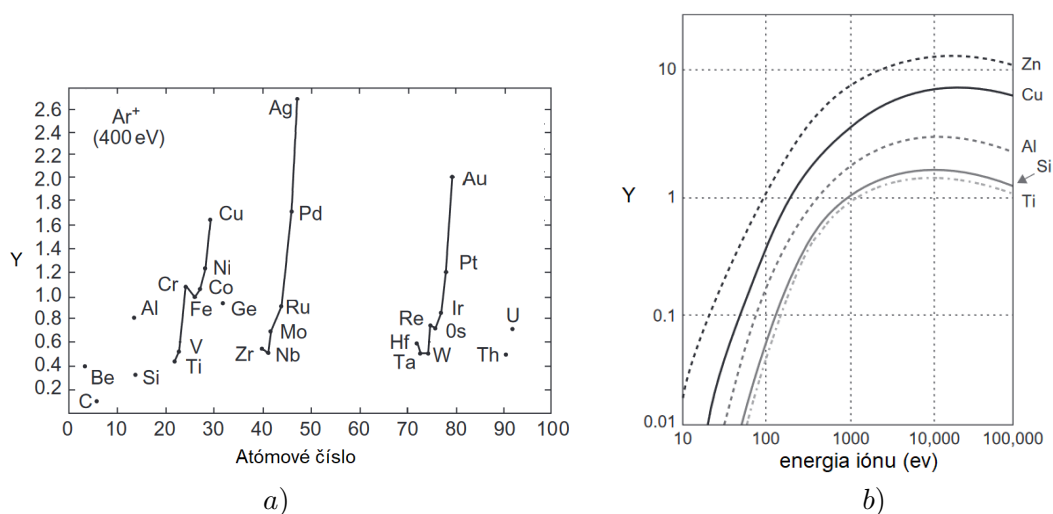 Ar+
(400 eV)
Y
2.6
2.4
2.2
2.0
1.8
1.6
1.4
1.2
1.0
0.8
0.6
0.4
0.2
0 10 20 30 40 50 60 70 80 90 100
Atómové číslo
Be
C
Al
Si
Ti
V
Cr
Fe
Co
Ni
Cu
Ge
Zr
Nb
Mo
Ru
Pd
Ag
Hf
Ta
W
Re
0s
Ir
Pt
Au
Th
U
a)
Y
10
1
0.1
0.01
10 100 1000 10,000 100,000
energia iónu (ev)
Zn
Cu
Al
Si
Ti
b)